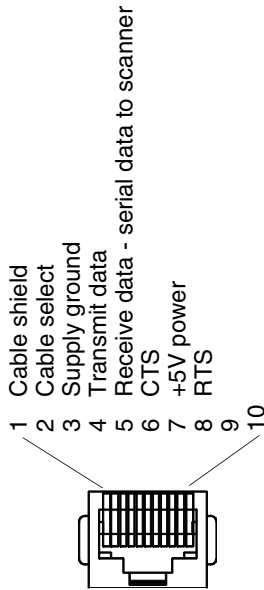 1 Cable shield
2 Cable select
3 Supply ground
4 Transmit data
5 Receive data - serial data to scanner
6 CTS
7 +5V power
8 RTS
9
10